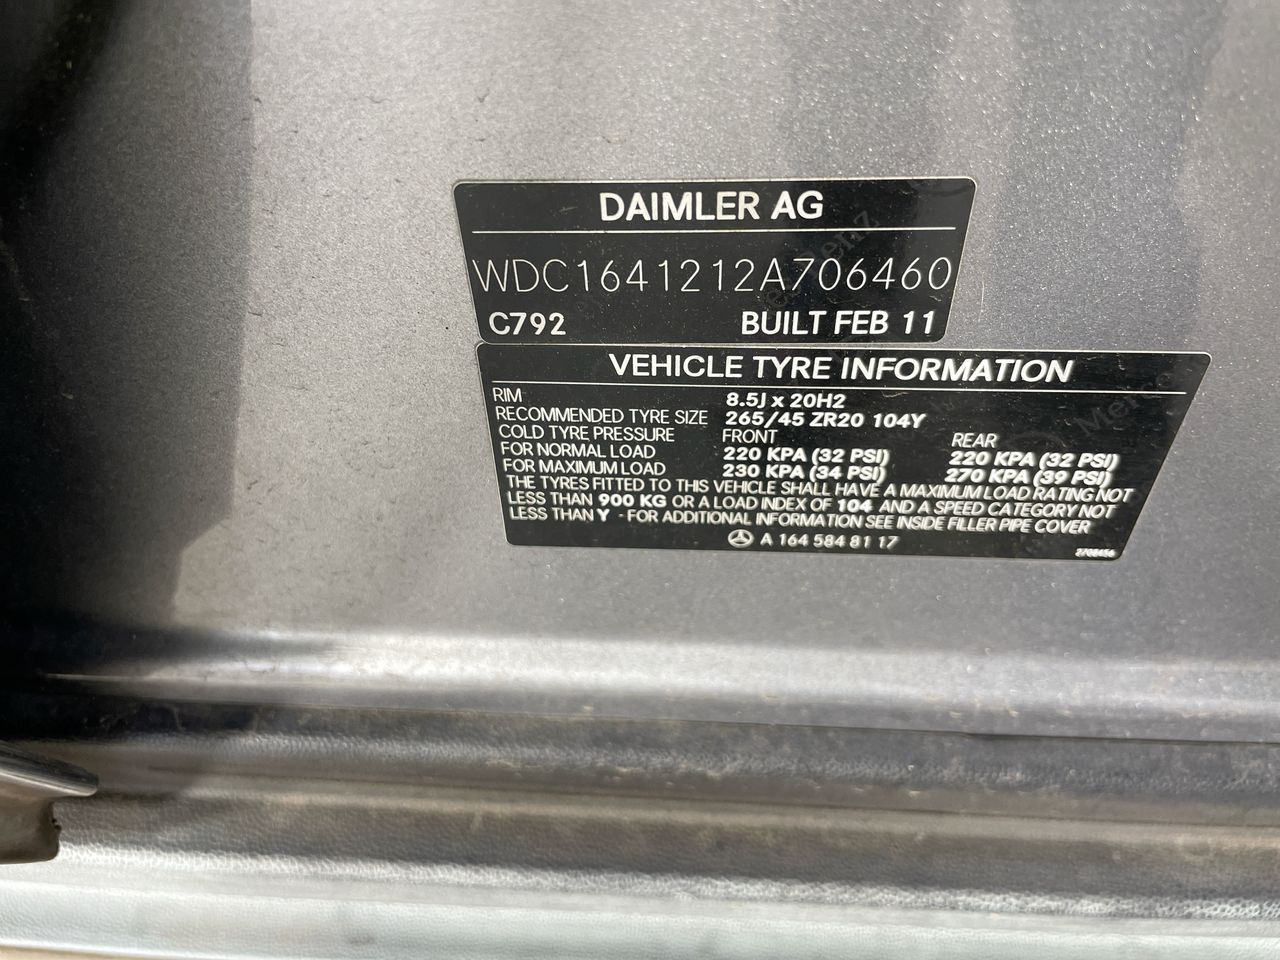 DAIMLER AG
WDC1641212A706460
C792 BUILT FEB 11
VEHICLE TYRE INFORMATION
RIM 8.5J x 20H2
RECOMMENDED TYRE SIZE 265/45 ZR20 104Y
COLD TYRE PRESSURE FRONT REAR
FOR NORMAL LOAD 220 KPA (32 PSI) 220 KPA (32 PSI)
FOR MAXIMUM LOAD 230 KPA (34 PSI) 270 KPA (39 PSI)
THE TYRES FITTED TO THIS VEHICLE SHALL HAVE A MAXIMUM LOAD RATING NOT
LESS THAN 900 KG OR A LOAD INDEX OF 104 AND A SPEED CATEGORY NOT
LESS THAN Y - FOR ADDITIONAL INFORMATION SEE INSIDE FILLER PIPE COVER
A 164 584 81 17